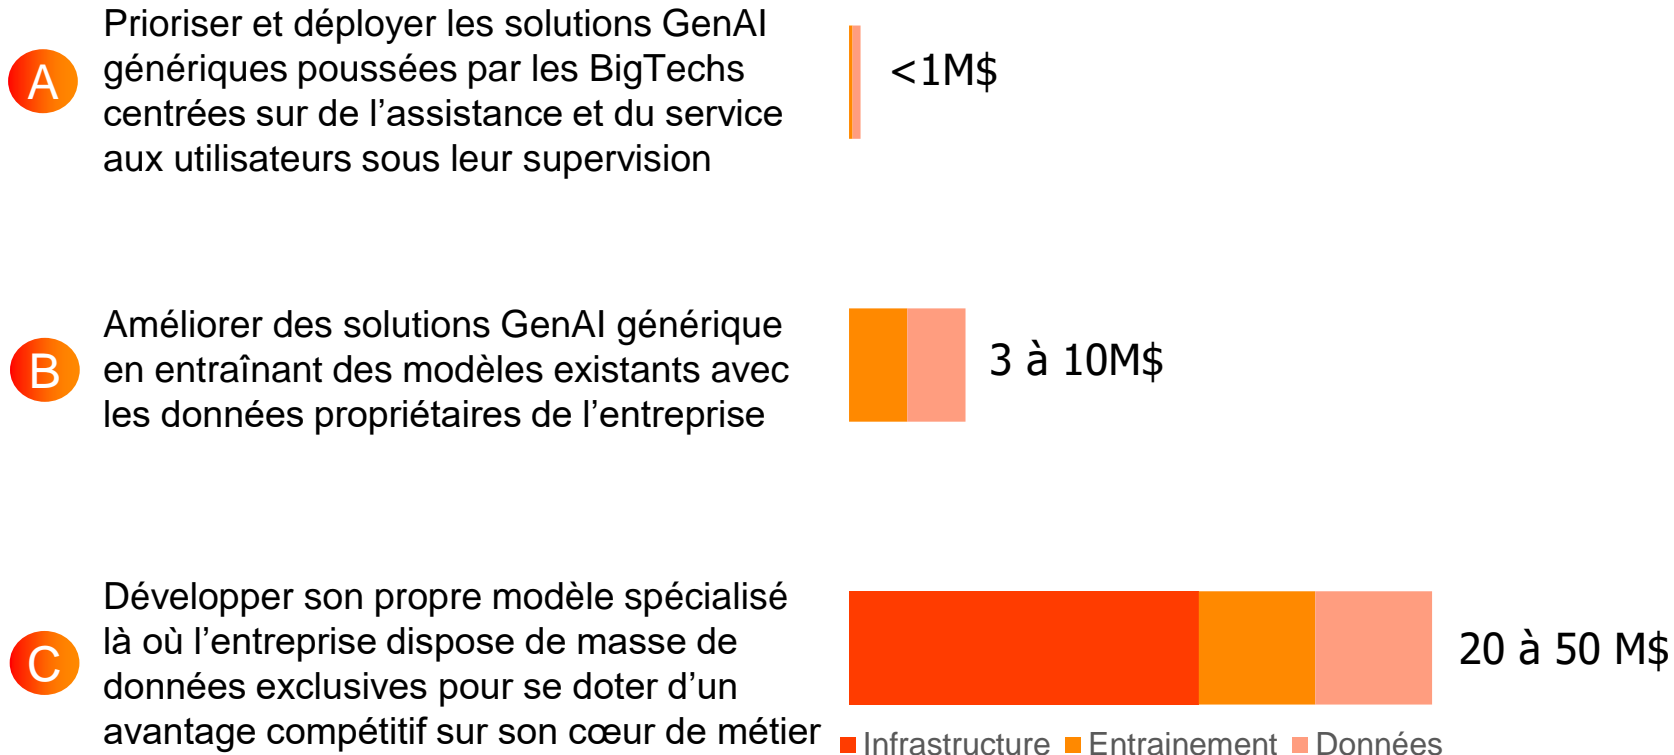 A
Prioriser et déployer les solutions GenAI
génériques poussées par les BigTechs
centrées sur de l’assistance et du service
aux utilisateurs sous leur supervision
<1M$
B
Améliorer des solutions GenAI générique
en entraînant des modèles existants avec
les données propriétaires de l’entreprise
3 à 10M$
C
Développer son propre modèle spécialisé
là où l’entreprise dispose de masse de
données exclusives pour se doter d’un
avantage compétitif sur son cœur de métier
20 à 50 M$
Infrastructure Entrainement Données